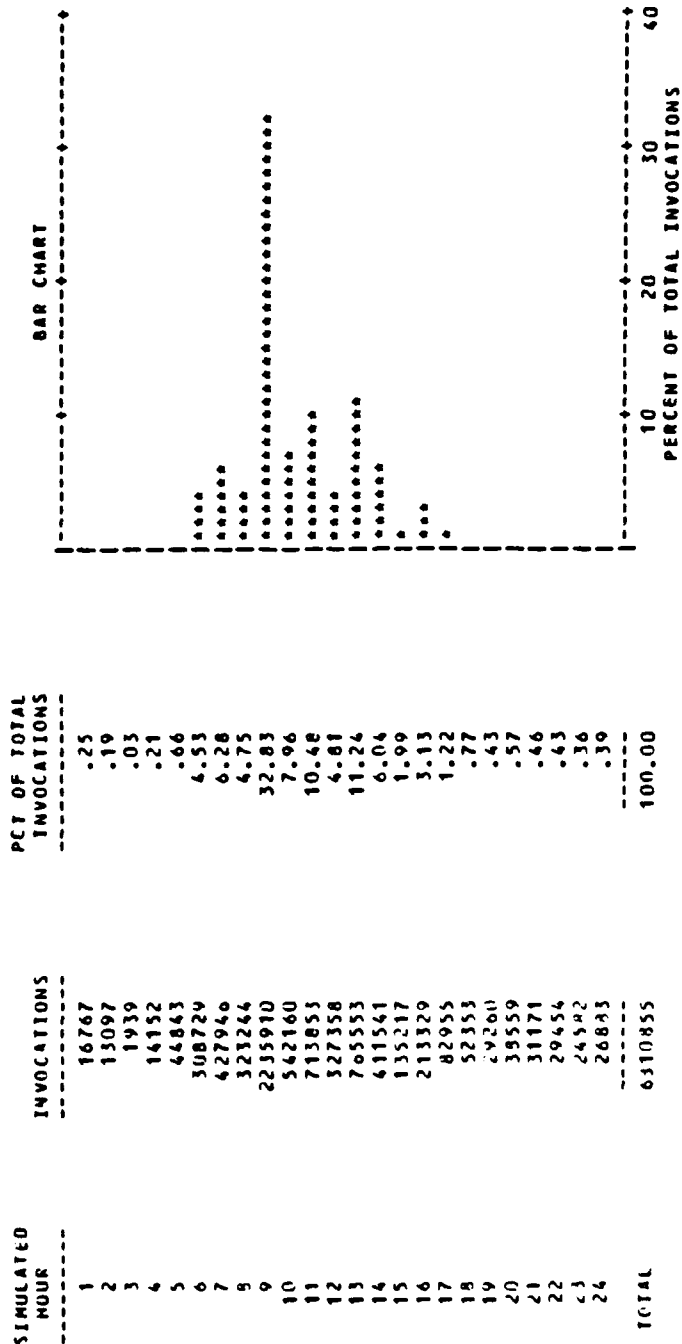 SIMULATED HOUR INVOCATIONS PCT OF TOTAL INVOCATIONS BAR CHART
1 16767 .25
2 13097 .19
3 1939 .03
4 14152 .21
5 44843 .66
6 308729 4.53
7 427946 6.28
8 323244 4.75
9 2235910 32.83
10 542160 7.96
11 713853 10.48
12 327358 4.81
13 765553 11.24
14 411541 6.04
15 135217 1.99
16 213329 3.13
17 82955 1.22
18 52353 .77
19 29260 .43
20 38559 .57
21 31171 .46
22 29454 .43
23 24582 .36
24 26883 .39
TOTAL 6810855 100.00
10 20 30 40
PERCENT OF TOTAL INVOCATIONS